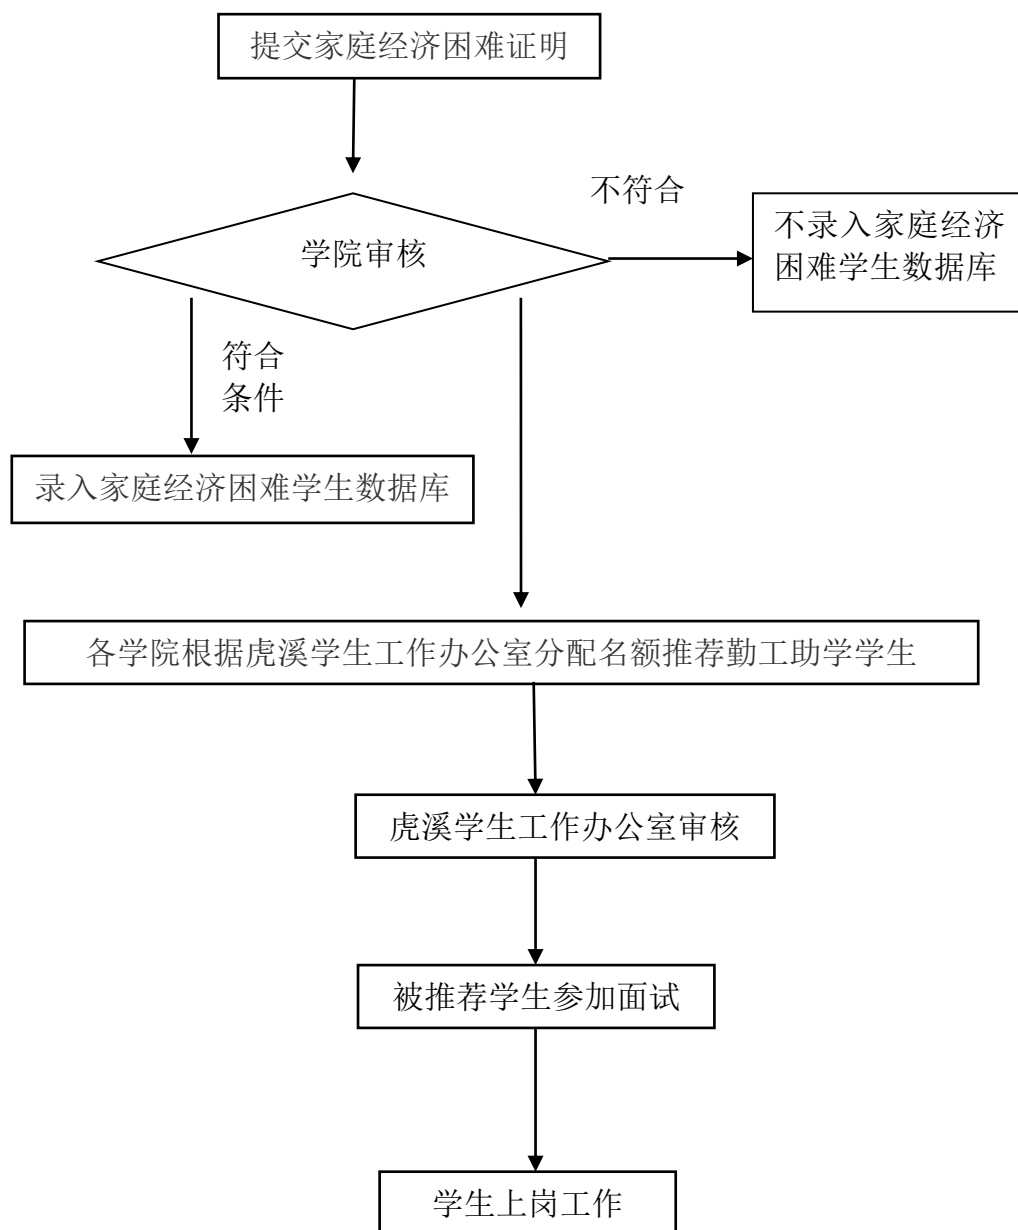 提交家庭经济困难证明
不符合
不录入家庭经济
困难学生数据库
学院审核
符合
条件
录入家庭经济困难学生数据库
各学院根据虎溪学生工作办公室分配名额推荐勤工助学学生
虎溪学生工作办公室审核
被推荐学生参加面试
学生上岗工作